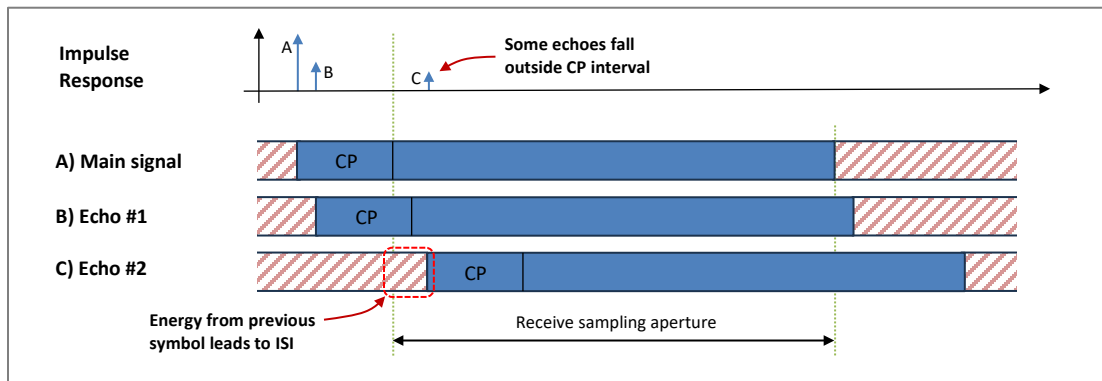 Impulse
Response
A
B
C
Some echoes fall
outside CP interval
A) Main signal
CP
B) Echo #1
CP
C) Echo #2
CP
Energy from previous
symbol leads to ISI
Receive sampling aperture